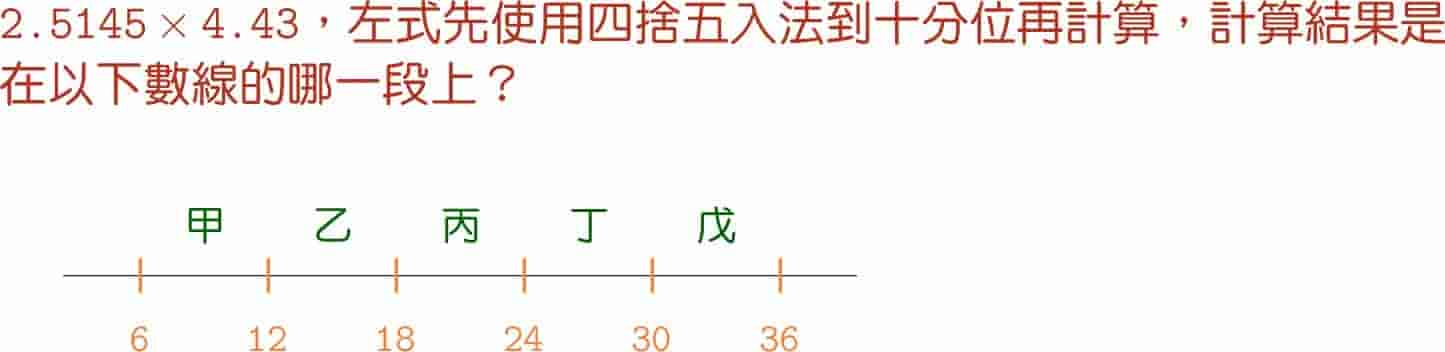 2.5145×4.43，左式先使用四捨五入法到十分位再計算，計算結果是
在以下數線的哪一段上？
甲 乙 丙 丁 戊
6 12 18 24 30 36